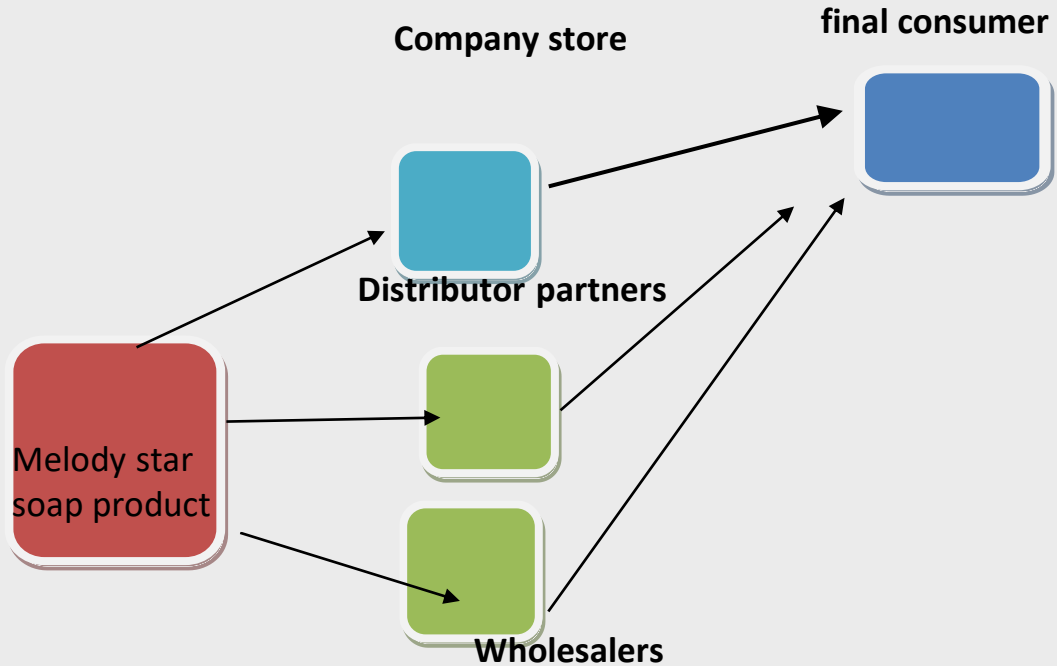 final consumer
Company store
Distributor partners
Melody star
soap product
Wholesalers